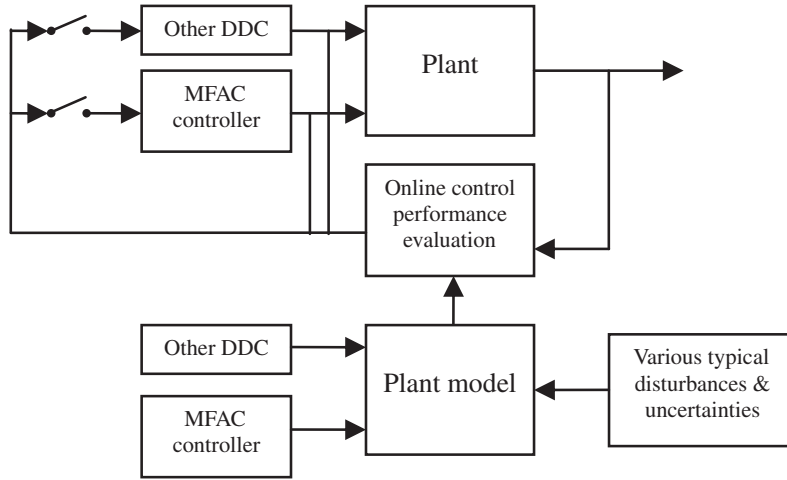 Other DDC
MFAC
controller
Plant
Online control
performance
evaluation
Other DDC
MFAC
controller
Plant model
Various typical
disturbances &
uncertainties